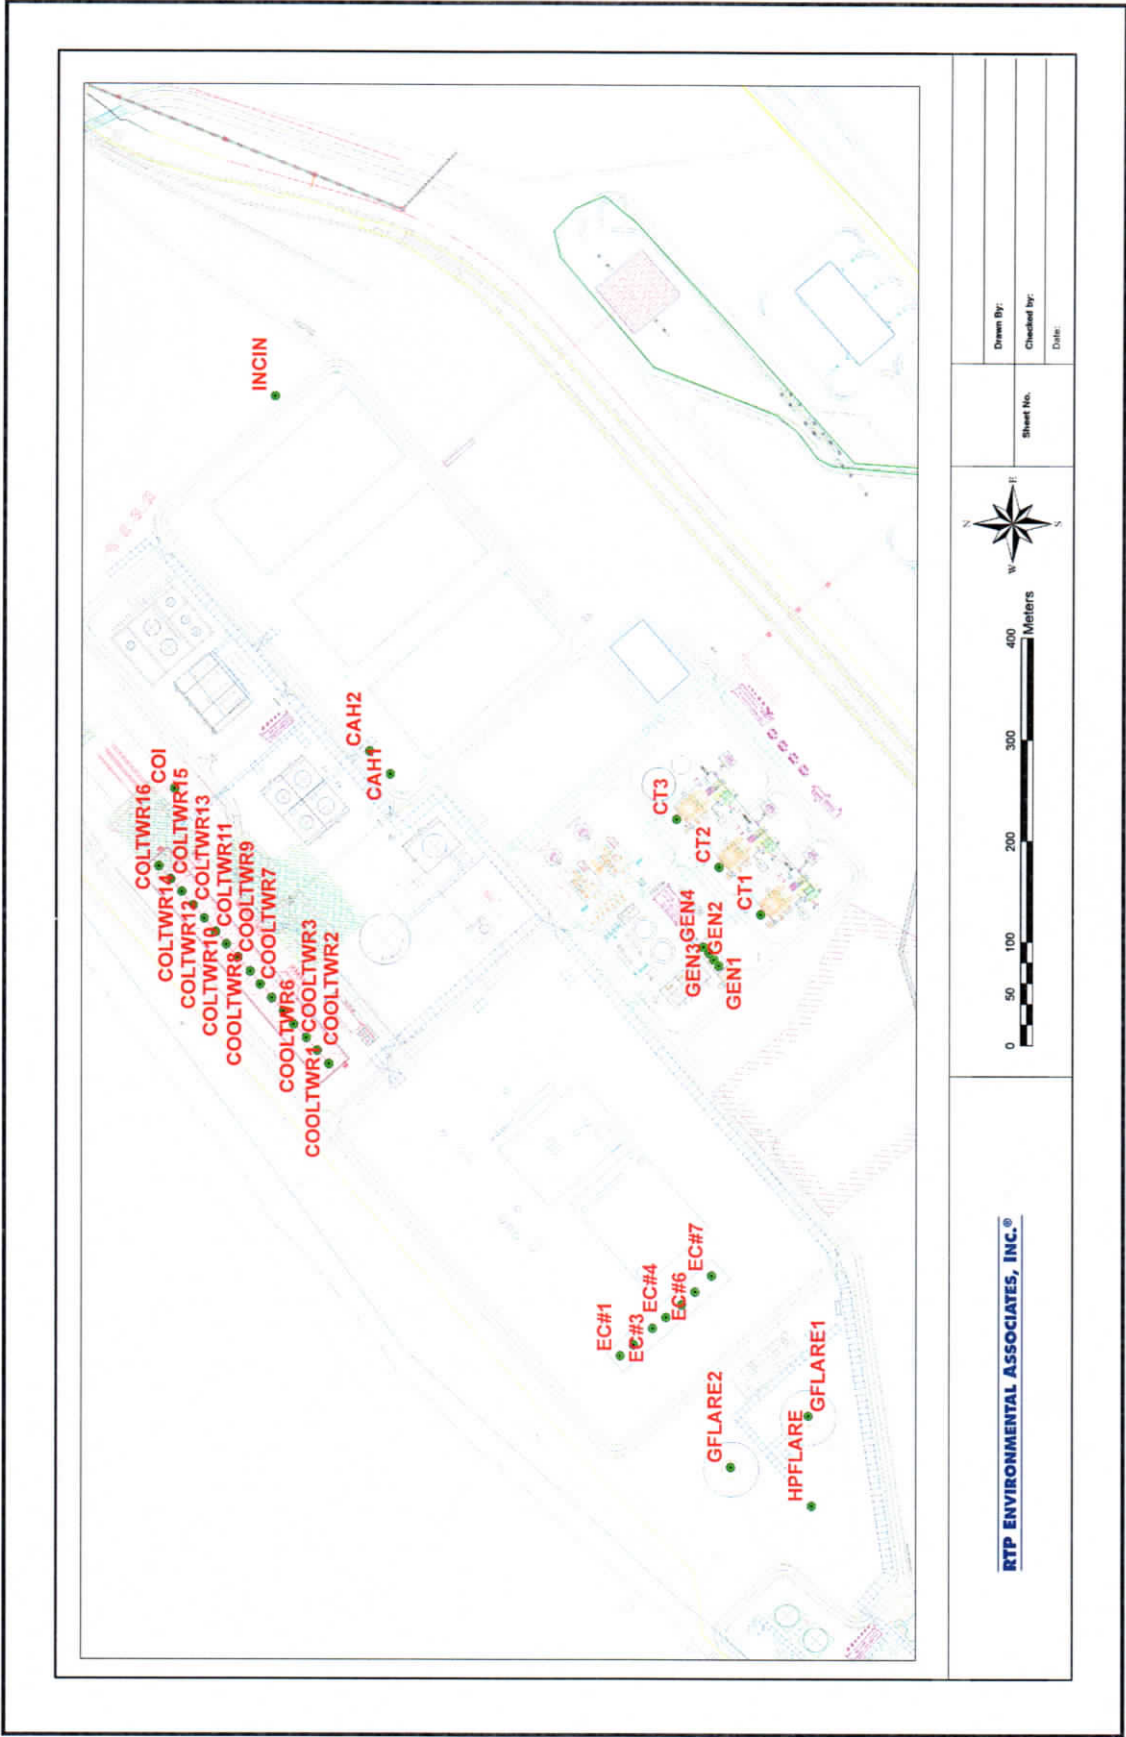 INCIN
COLTWR16
COI
COLTWR15
COLTWR14
COLTWR13
COLTWR12
COLTWR11
COLTWR10
COOLTWR9
COOLTWR8
COOLTWR7
COOLTWR6
COOLTWR3
COOLTWR2
COOLTWR1
CAH2
CAH1
CT3
CT2
CT1
GEN4
GEN3
GEN2
GEN1
EC#1
EC#3
EC#4
EC#6
EC#7
GFLARE2
GFLARE1
HPFLARE
RTP ENVIRONMENTAL ASSOCIATES, INC.®
0 50 100 200 300 400
Meters
N
W E
S
Sheet No.
Drawn By:
Checked by:
Date: